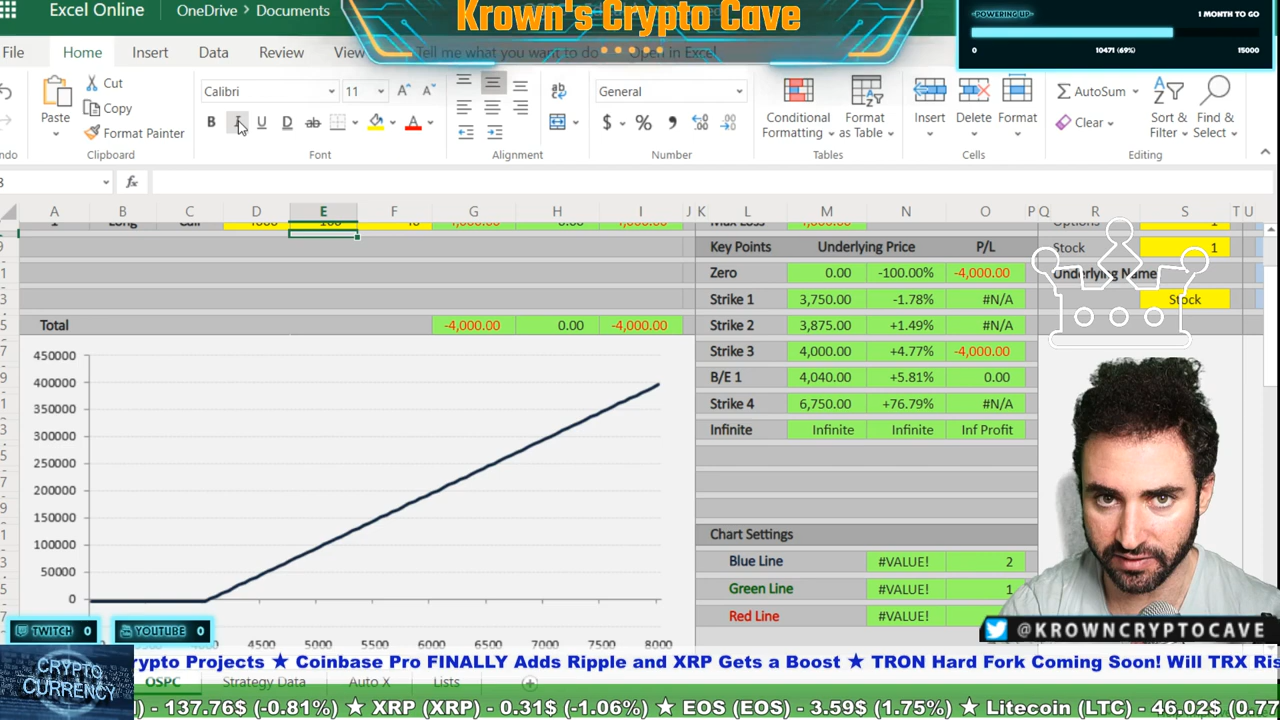 Excel Online
OneDrive > Documents
Krown's Crypto Cave
-POWERING UP-
1 MONTH TO GO
0
10471 (69%)
15000
File
Home
Insert
Data
Review
View
Tell me what you want to do
Open in Excel
Paste
Cut
Copy
Format Painter
Calibri
11
General
Conditional Formatting
Format as Table
Insert
Delete
Format
AutoSum
Clear
Sort & Filter
Find & Select
Clipboard
Font
Alignment
Number
Tables
Cells
Editing
fx
A B C D E F G H I J K L M N O P Q R S T U
Key Points Underlying Price P/L
Stock 1
Zero 0.00 -100.00% -4,000.00
Underlying Name
Strike 1 3,750.00 -1.78% #N/A
Stock
Strike 2 3,875.00 +1.49% #N/A
Total -4,000.00 0.00 -4,000.00
Strike 3 4,000.00 +4.77% -4,000.00
B/E 1 4,040.00 +5.81% 0.00
Strike 4 6,750.00 +76.79% #N/A
Infinite Infinite Infinite Inf Profit
450000
400000
350000
300000
250000
200000
150000
100000
50000
0
4500 5000 5500 6000 6500 7000 7500 8000
Chart Settings
Blue Line #VALUE! 2
Green Line #VALUE! 1
Red Line #VALUE!
TWITCH 0
YOUTUBE 0
@KROWNCRYPTOCAVE
CRYPTO
CURRENCY
rypto Projects ★ Coinbase Pro FINALLY Adds Ripple and XRP Gets a Boost ★ TRON Hard Fork Coming Soon! Will TRX Ris
OSPC
Strategy Data
Auto X
Lists
) - 137.76$ (-0.81%) ★ XRP (XRP) - 0.31$ (-1.06%) ★ EOS (EOS) - 3.59$ (1.75%) ★ Litecoin (LTC) - 46.02$ (0.77